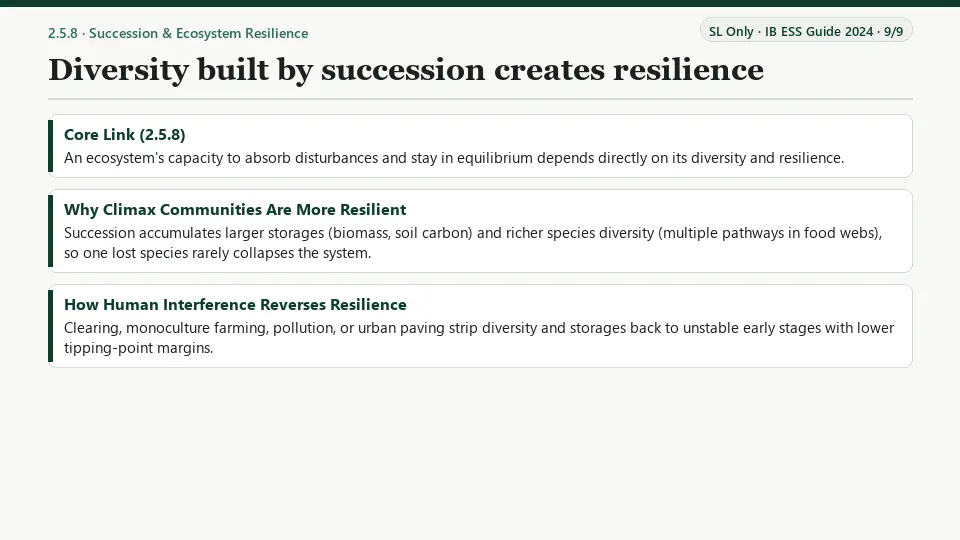 2.5.8 · Succession & Ecosystem Resilience
SL Only · IB ESS Guide 2024 · 9/9
Diversity built by succession creates resilience
Core Link (2.5.8)
An ecosystem's capacity to absorb disturbances and stay in equilibrium depends directly on its diversity and resilience.
Why Climax Communities Are More Resilient
Succession accumulates larger storages (biomass, soil carbon) and richer species diversity (multiple pathways in food webs),
so one lost species rarely collapses the system.
How Human Interference Reverses Resilience
Clearing, monoculture farming, pollution, or urban paving strip diversity and storages back to unstable early stages with lower
tipping-point margins.